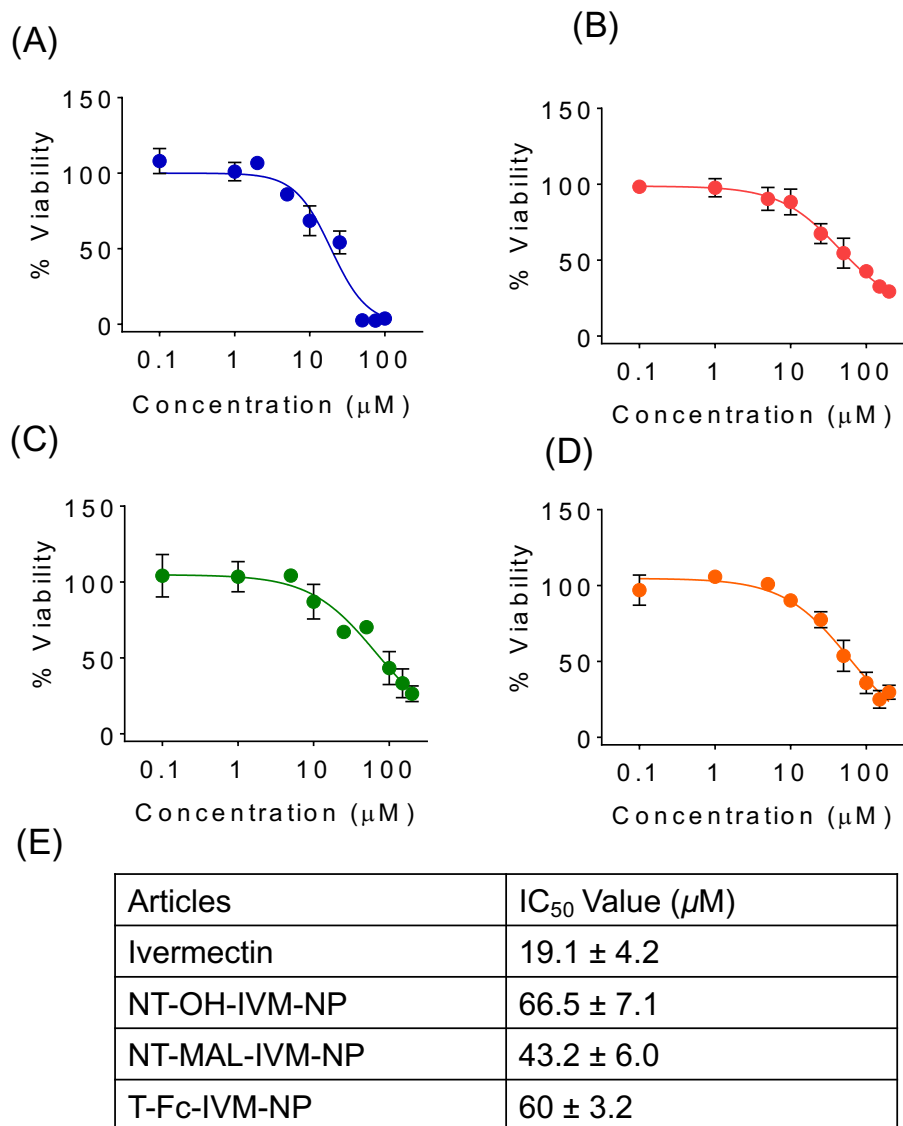 (A)
150
100
50
0
% Viability
0.1 1 10 100
Concentration (μM)
(B)
150
100
50
0
% Viability
0.1 1 10 100
Concentration (μM)
(C)
150
100
50
0
% Viability
0.1 1 10 100
Concentration (μM)
(D)
150
100
50
0
% Viability
0.1 1 10 100
Concentration (μM)
(E)
Articles IC₅₀ Value (μM)
Ivermectin 19.1 ± 4.2
NT-OH-IVM-NP 66.5 ± 7.1
NT-MAL-IVM-NP 43.2 ± 6.0
T-Fc-IVM-NP 60 ± 3.2